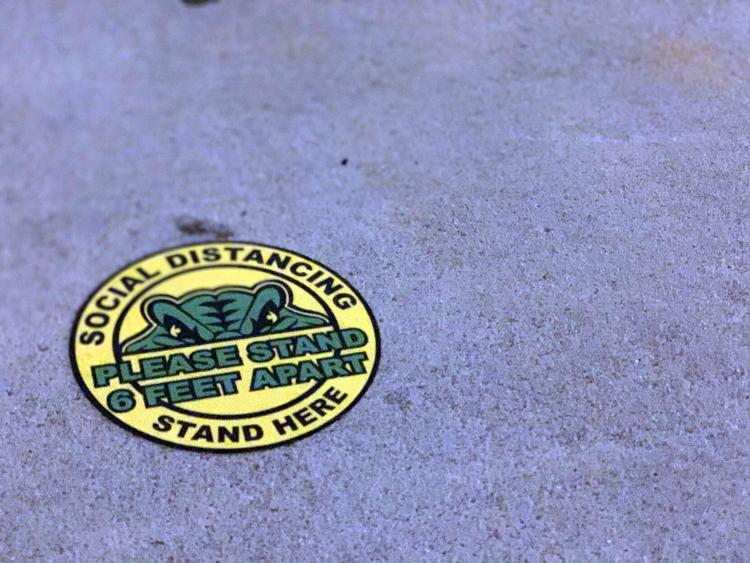 SOCIAL DISTANCING
PLEASE STAND
6 FEET APART
STAND HERE